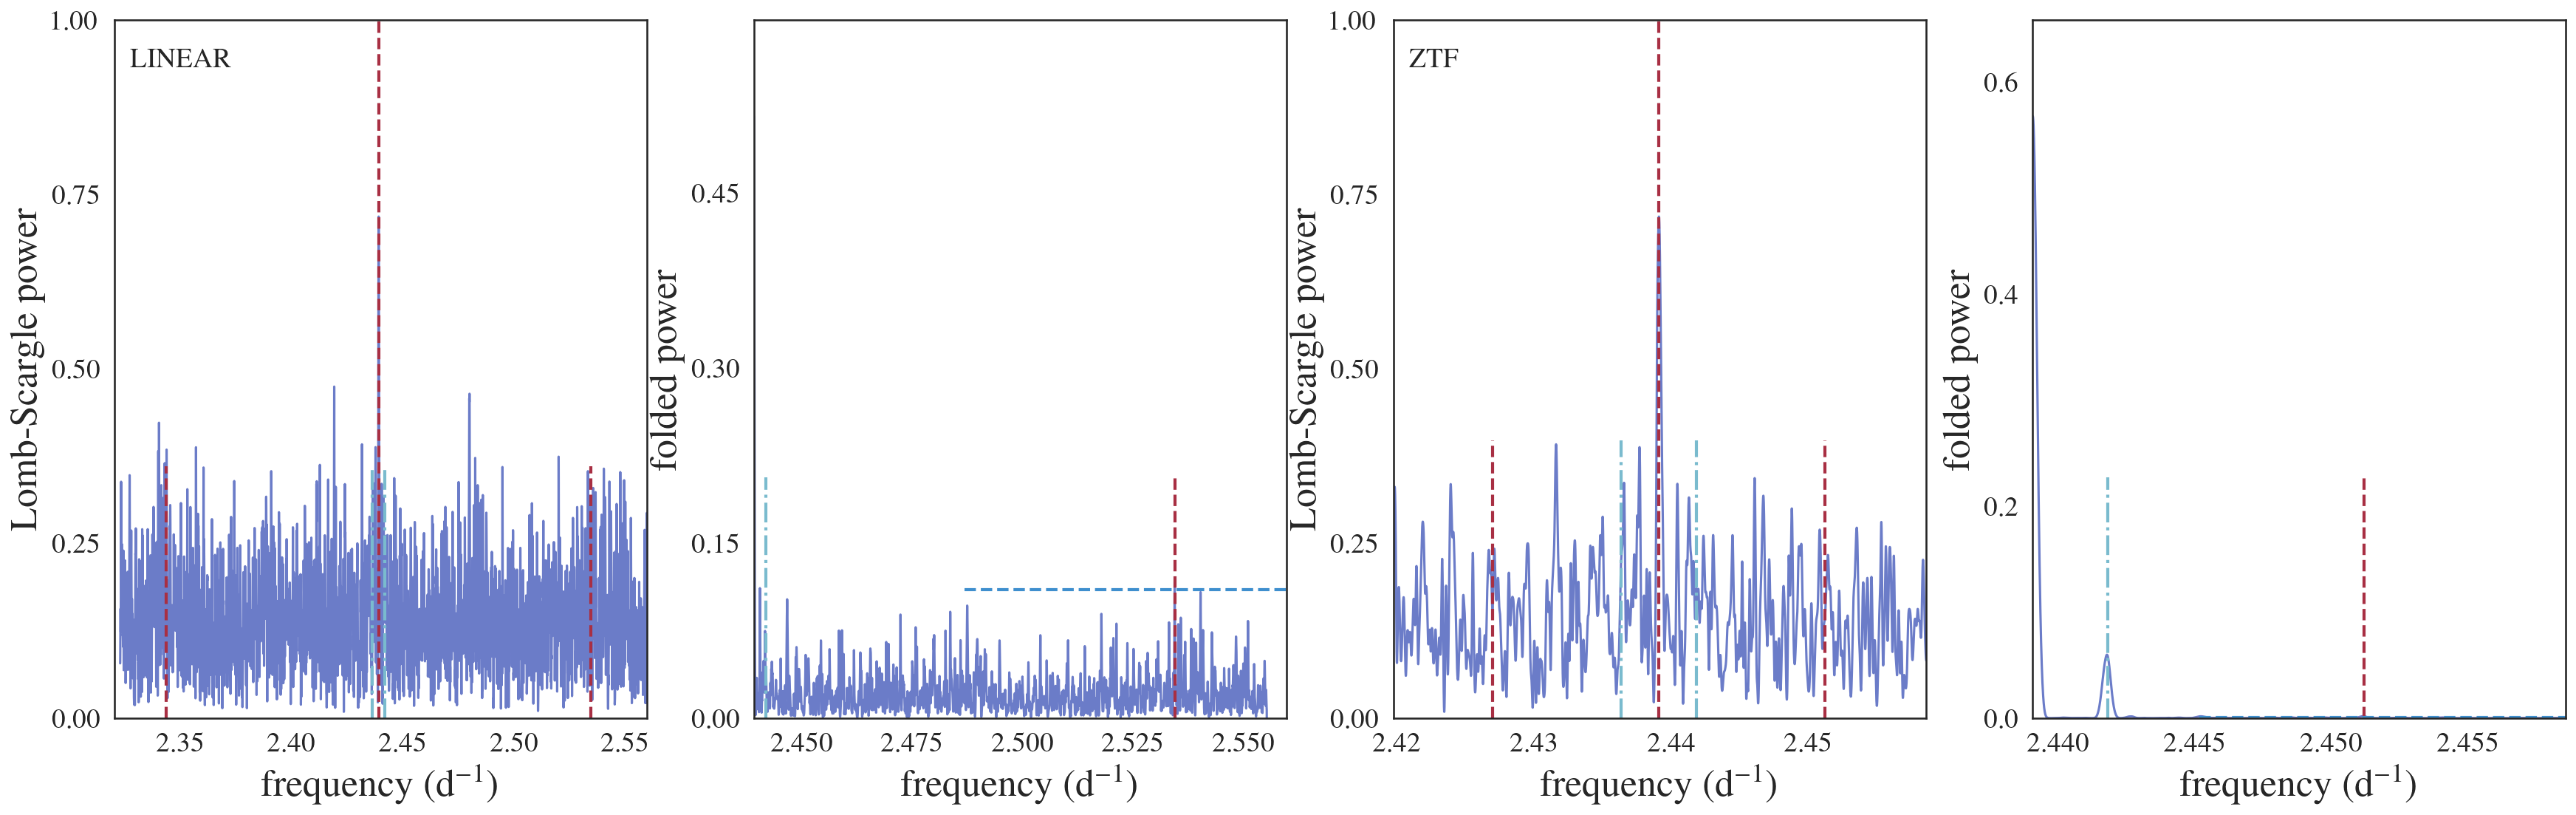 LINEAR
Lomb-Scargle power
1.00
0.75
0.50
0.25
0.00
2.35 2.40 2.45 2.50 2.55
frequency (d⁻¹)
folded power
0.45
0.30
0.15
0.00
2.450 2.475 2.500 2.525 2.550
frequency (d⁻¹)
ZTF
Lomb-Scargle power
1.00
0.75
0.50
0.25
0.00
2.42 2.43 2.44 2.45
frequency (d⁻¹)
folded power
0.6
0.4
0.2
0.0
2.440 2.445 2.450 2.455
frequency (d⁻¹)